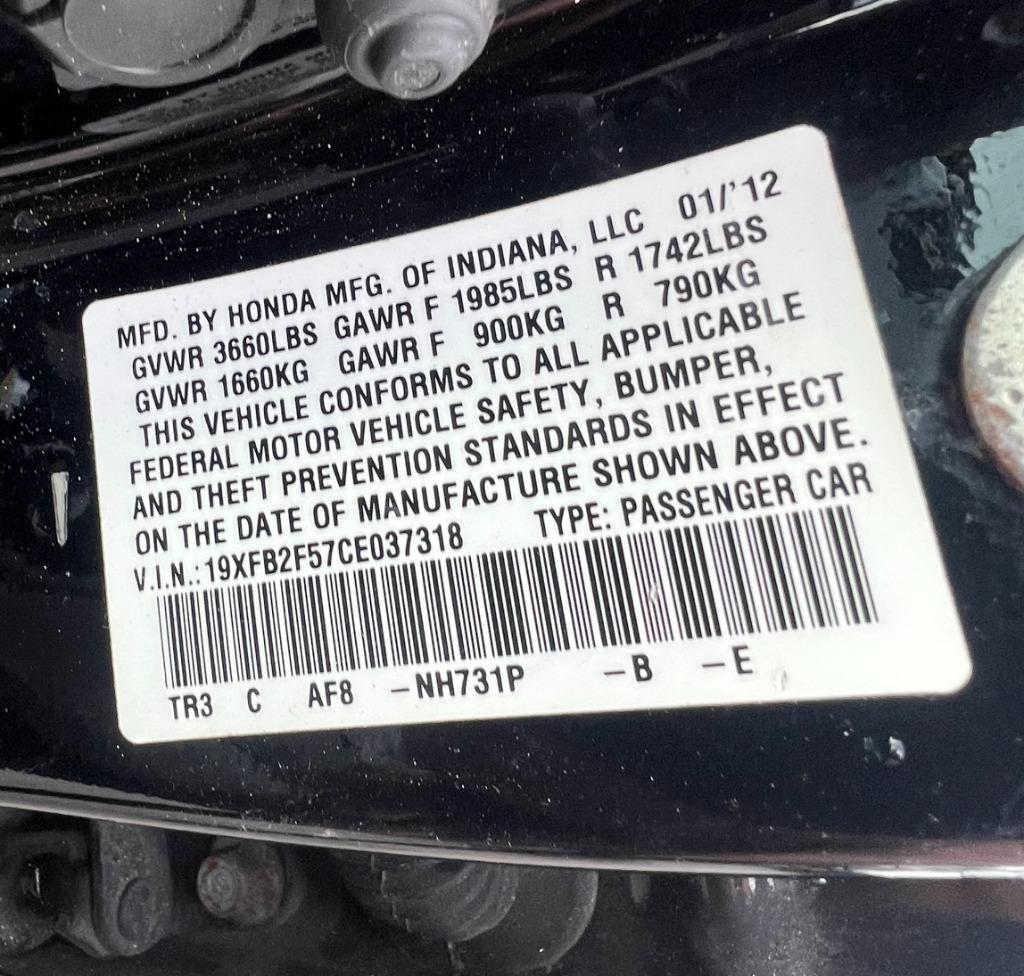 MFD. BY HONDA MFG. OF INDIANA, LLC 01/'12
GVWR 3660LBS GAWR F 1985LBS R 1742LBS
GVWR 1660KG GAWR F 900KG R 790KG
THIS VEHICLE CONFORMS TO ALL APPLICABLE
FEDERAL MOTOR VEHICLE SAFETY, BUMPER,
AND THEFT PREVENTION STANDARDS IN EFFECT
ON THE DATE OF MANUFACTURE SHOWN ABOVE.
V.I.N.: 19XFB2F57CE037318 TYPE: PASSENGER CAR
TR3 C AF8 -NH731P -B -E